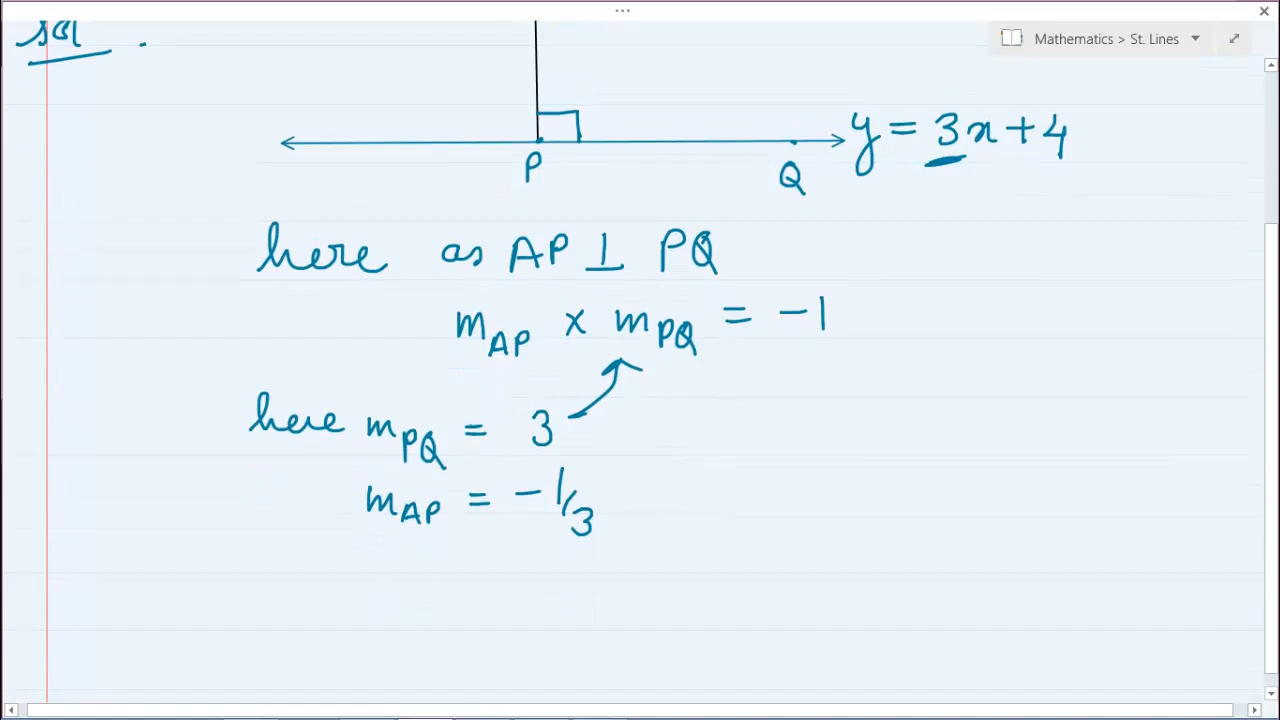 sol .
Mathematics > St. Lines
y = 3x + 4
P
Q
here as AP ⊥ PQ
m_AP × m_PQ = -1
here m_PQ = 3
m_AP = -1/3